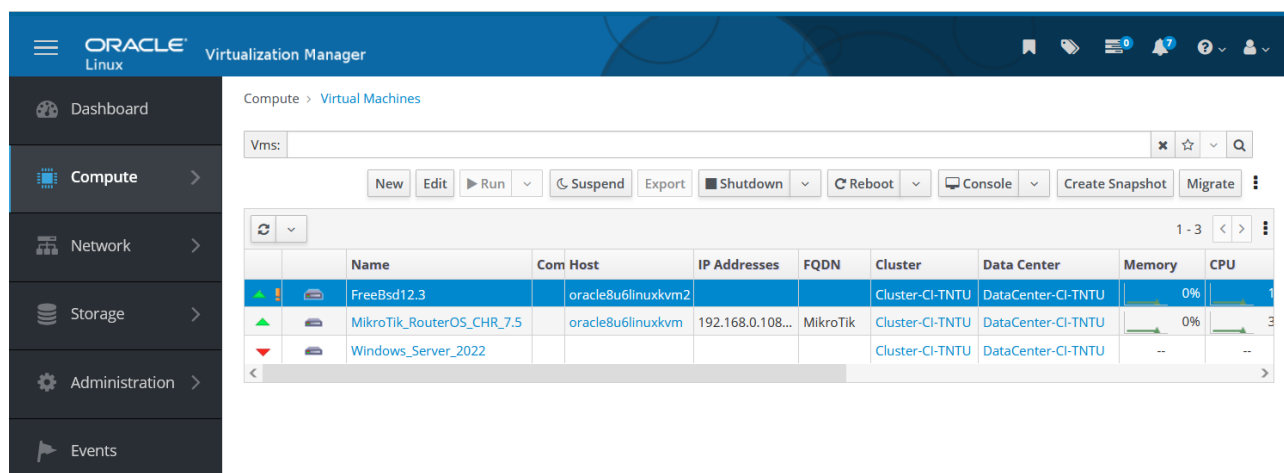 ORACLE Linux Virtualization Manager 0 7
Dashboard
Compute
Network
Storage
Administration
Events
Compute > Virtual Machines
Vms:
New Edit Run Suspend Export Shutdown Reboot Console Create Snapshot Migrate
1 - 3
Name Com Host IP Addresses FQDN Cluster Data Center Memory CPU
FreeBsd12.3 oracle8u6linuxkvm2 Cluster-CI-TNTU DataCenter-CI-TNTU 0% 1
MikroTik_RouterOS_CHR_7.5 oracle8u6linuxkvm 192.168.0.108... MikroTik Cluster-CI-TNTU DataCenter-CI-TNTU 0% 3
Windows_Server_2022 Cluster-CI-TNTU DataCenter-CI-TNTU -- --